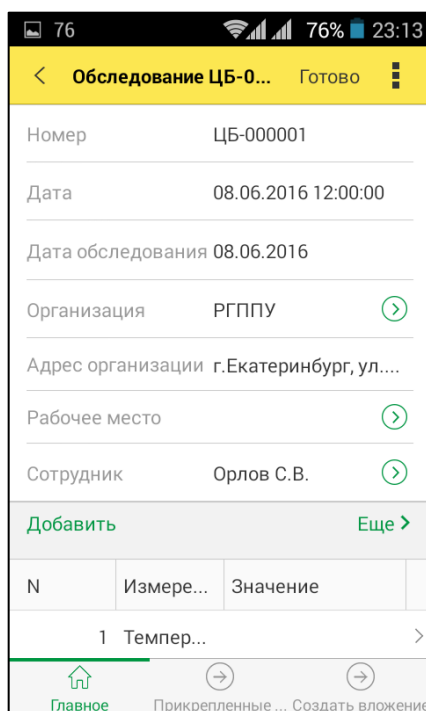 76 76% 23:13
Обследование ЦБ-0... Готово
Номер ЦБ-000001
Дата 08.06.2016 12:00:00
Дата обследования 08.06.2016
Организация РГППУ
Адрес организации г.Екатеринбург, ул....
Рабочее место
Сотрудник Орлов С.В.
Добавить Еще
N Измере... Значение
1 Темпер...
Главное Прикрепленные ... Создать вложение